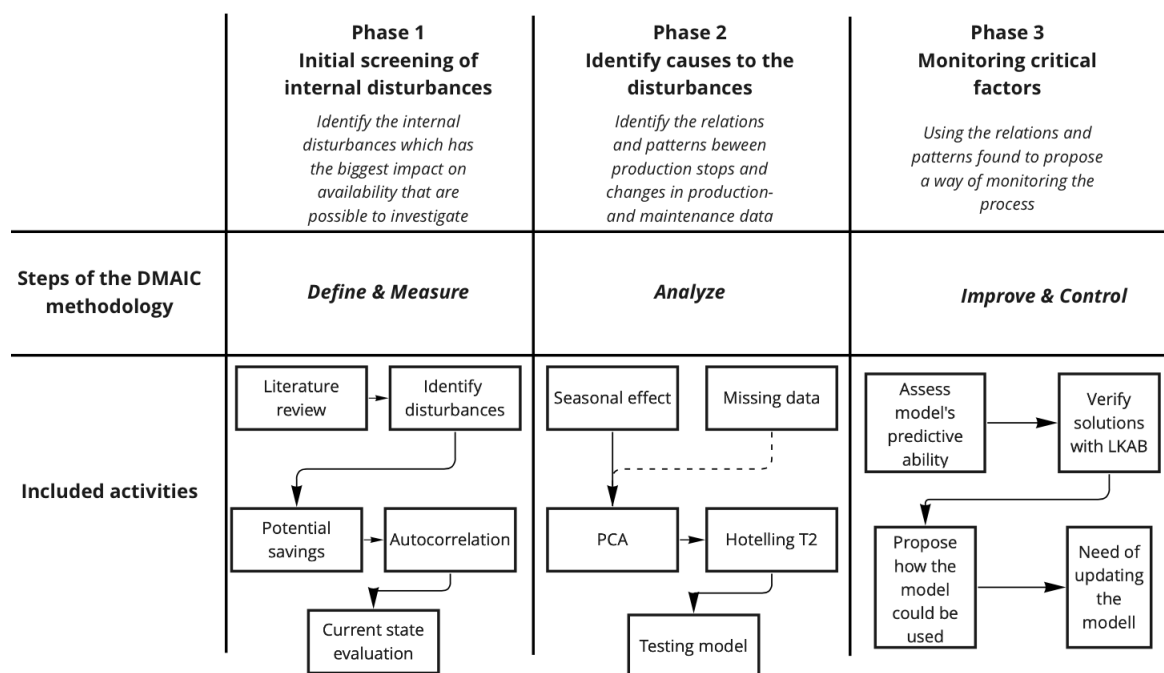 Phase 1
Initial screening of
internal disturbances
Identify the internal
disturbances which has
the biggest impact on
availability that are
possible to investigate
Phase 2
Identify causes to the
disturbances
Identify the relations
and patterns beween
production stops and
changes in production-
and maintenance data
Phase 3
Monitoring critical
factors
Using the relations and
patterns found to propose
a way of monitoring the
process
Steps of the DMAIC
methodology
Define & Measure
Analyze
Improve & Control
Included activities
Literature
review
Identify
disturbances
Potential
savings
Autocorrelation
Current state
evaluation
Seasonal effect
Missing data
PCA
Hotelling T2
Testing model
Assess
model's
predictive
ability
Verify
solutions
with LKAB
Propose
how the
model
could be
used
Need of
updating
the
modell